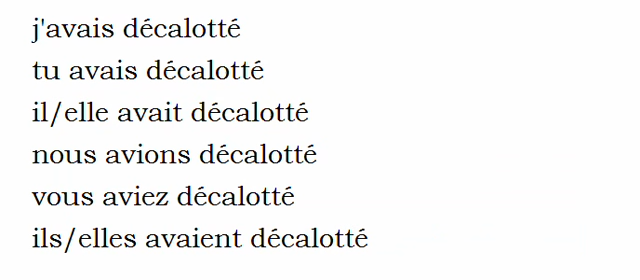 j'avais décalotté
tu avais décalotté
il/elle avait décalotté
nous avions décalotté
vous aviez décalotté
ils/elles avaient décalotté